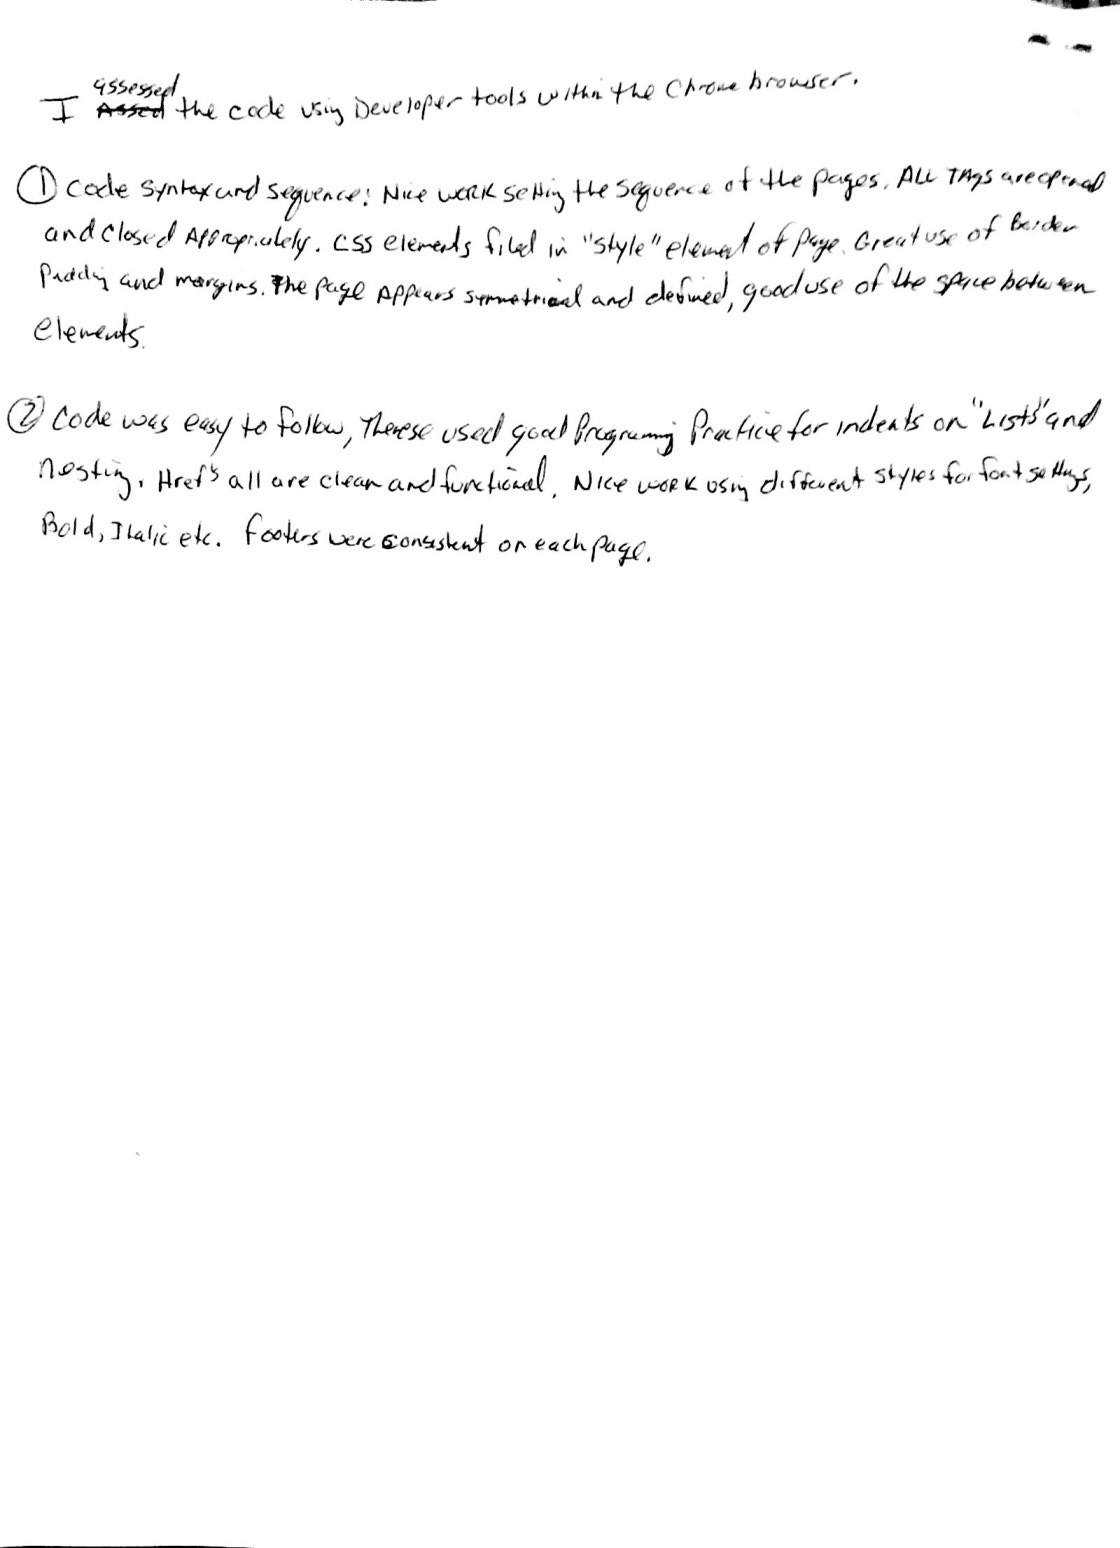 I assessed the code using Developer tools within the Chrome browser.
① Code Syntax and sequence: Nice work setting the sequence of the pages. ALL TAgs are opened
and closed Appropriately. CSS elements filed in "style" element of page. Great use of Border
Padding and margins. The page Appears symmetrical and defined, good use of the space between
elements.
② Code was easy to follow, Therese used good Programing Practice for indents on "Lists" and
nesting. Href's all are clean and functional. Nice work using different styles for font settings,
Bold, Italic etc. footers were consistent on each page.